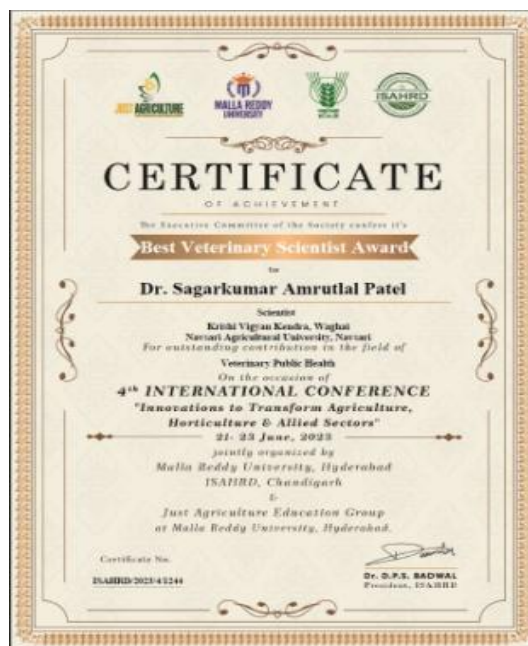 JUST AGRICULTURE
MALLA REDDY
UNIVERSITY
ISAHRD
CERTIFICATE
OF ACHIEVEMENT
The Executive Committee of the Society confers it's
Best Veterinary Scientist Award
to
Dr. Sagarkumar Amrutlal Patel
Scientist
Krishi Vigyan Kendra, Waghai
Navsari Agricultural University, Navsari
For outstanding contribution in the field of
Veterinary Public Health
On the occasion of
4th INTERNATIONAL CONFERENCE
"Innovations to Transform Agriculture,
Horticulture & Allied Sectors"
21- 23 June, 2023
jointly organized by
Malla Reddy University, Hyderabad
ISAHRD, Chandigarh
&
Just Agriculture Education Group
at Malla Reddy University, Hyderabad.
Certificate No.
ISAHRD/2023/4/1244
Dr. D.P.S. BADWAL
President, ISAHRD